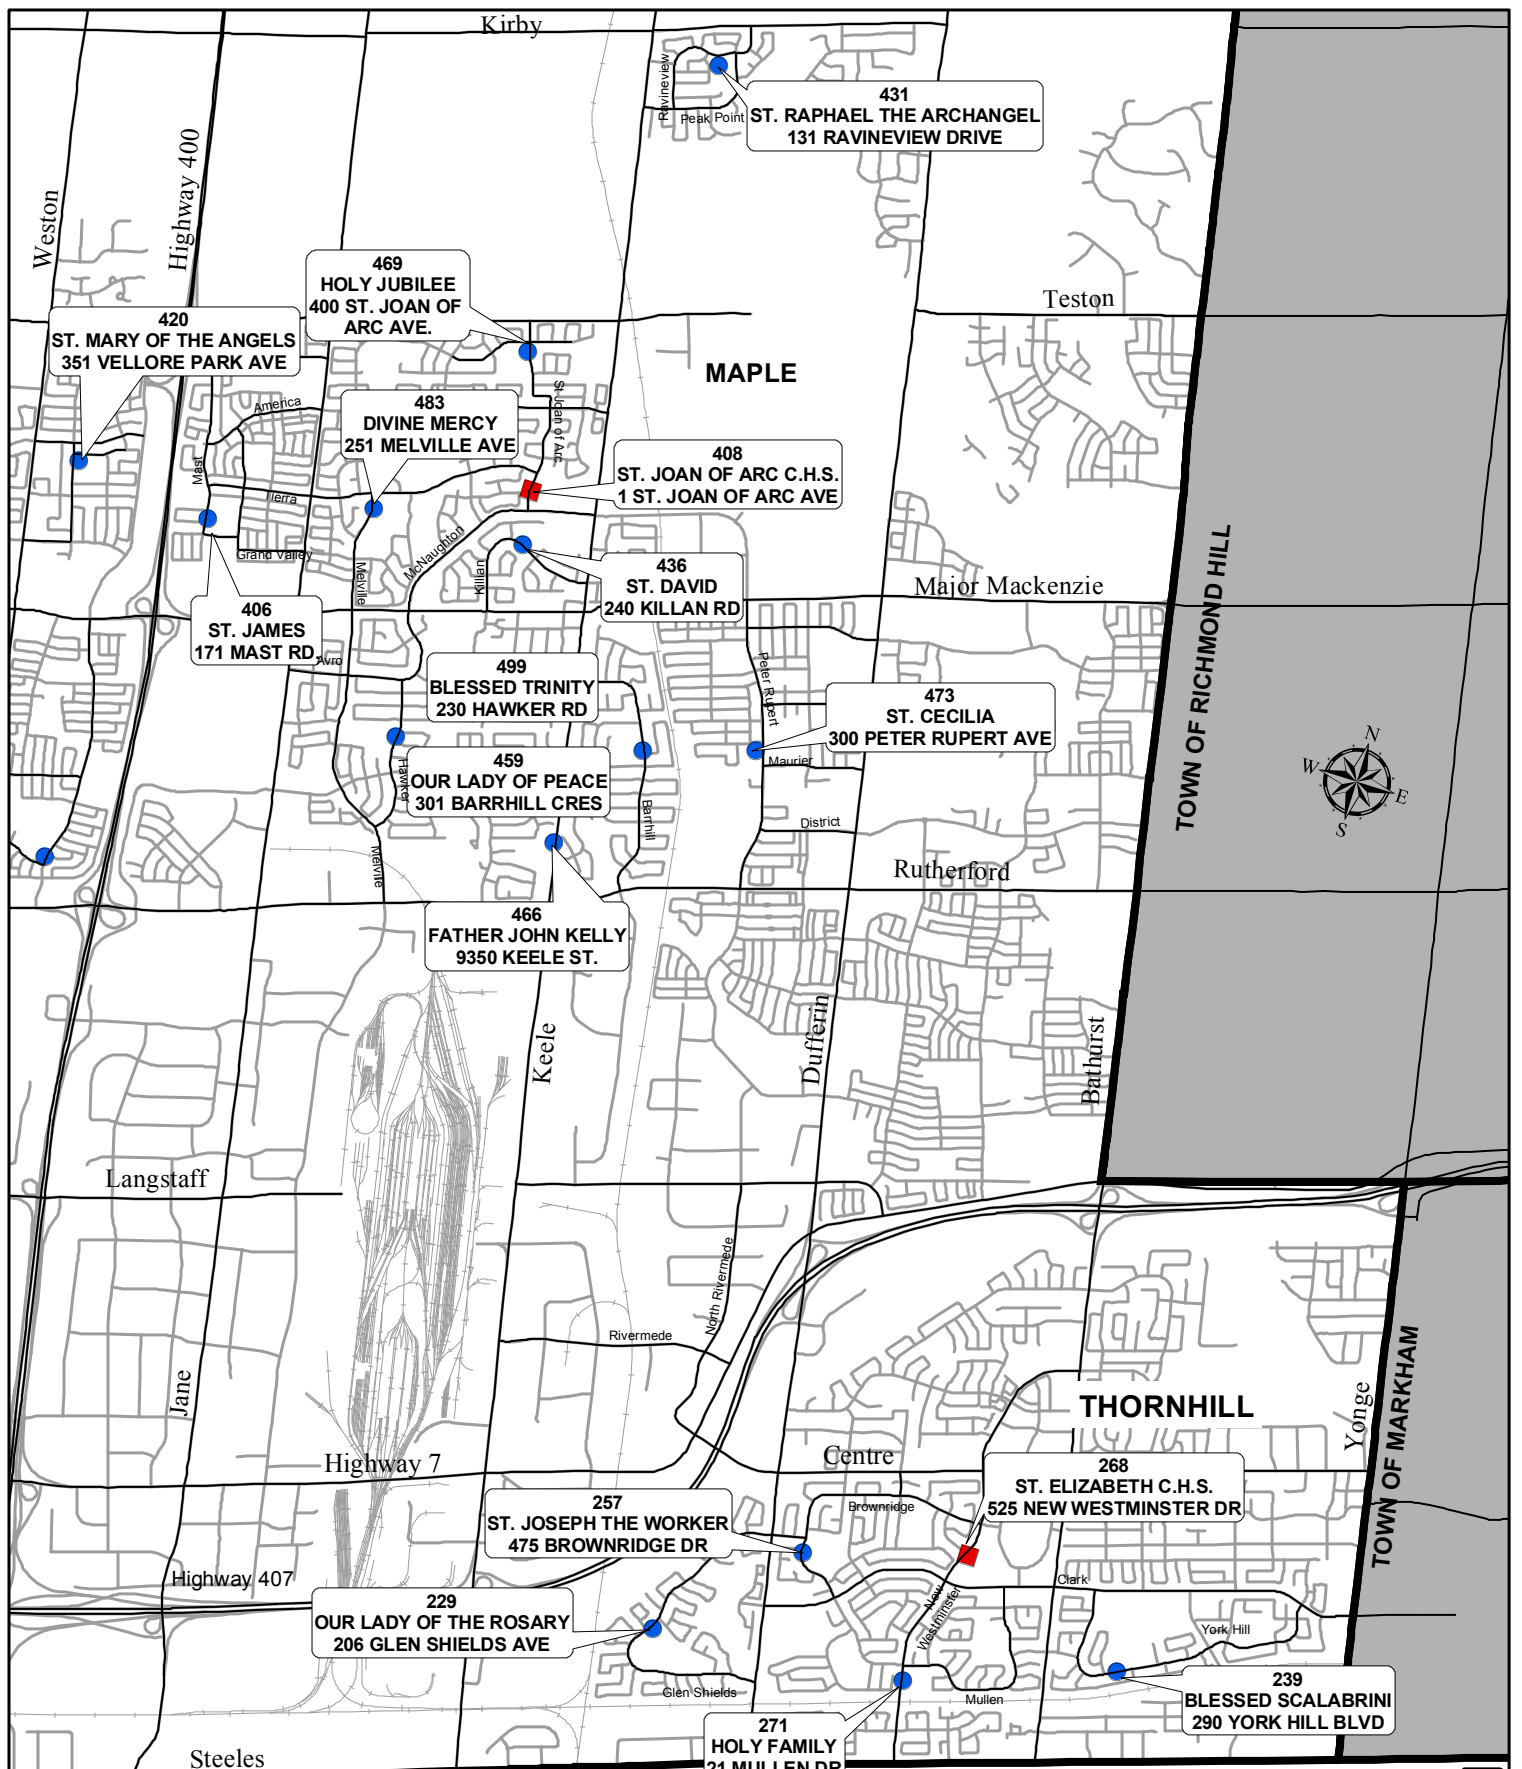 Kirby
Ravineview
Peak Point
431
ST. RAPHAEL THE ARCHANGEL
131 RAVINEVIEW DRIVE
Weston
Highway 400
469
HOLY JUBILEE
400 ST. JOAN OF
ARC AVE.
Teston
420
ST. MARY OF THE ANGELS
351 VELLORE PARK AVE
MAPLE
America
483
DIVINE MERCY
251 MELVILLE AVE
St Joan of Arc
408
ST. JOAN OF ARC C.H.S.
1 ST. JOAN OF ARC AVE
Mast
Tierra
Grand Valley
McNaughton
Melville
Killian
436
ST. DAVID
240 KILLAN RD
Major Mackenzie
TOWN OF RICHMOND HILL
406
ST. JAMES
171 MAST RD.
Avro
499
BLESSED TRINITY
230 HAWKER RD
Peter Rupert
473
ST. CECILIA
300 PETER RUPERT AVE
Maurier
N
W
E
S
Hawker
459
OUR LADY OF PEACE
301 BARRHILL CRES
Barrhill
District
Melville
Rutherford
466
FATHER JOHN KELLY
9350 KEELE ST.
Keele
Dufferin
Bathurst
Langstaff
North Rivermede
Rivermede
Jane
THORNHILL
Yonge
TOWN OF MARKHAM
Highway 7
Centre
268
ST. ELIZABETH C.H.S.
525 NEW WESTMINSTER DR
257
ST. JOSEPH THE WORKER
475 BROWNRIDGE DR
Brownridge
Highway 407
Clark
New
Westminster
229
OUR LADY OF THE ROSARY
206 GLEN SHIELDS AVE
York Hill
Glen Shields
Mullen
239
BLESSED SCALABRINI
290 YORK HILL BLVD
271
HOLY FAMILY
21 MULLEN DR
Steeles